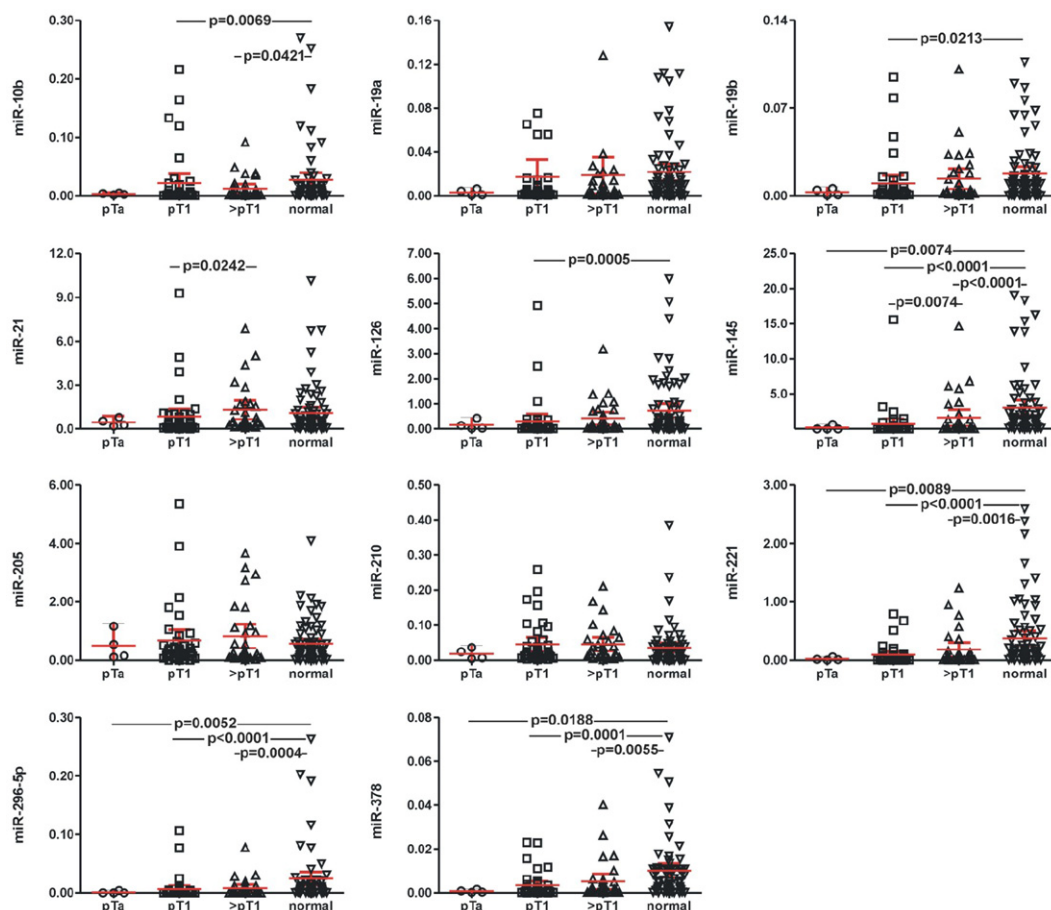 miR-10b
0.30
0.20
0.10
0.00
p=0.0069
p=0.0421
pTa pT1 >pT1 normal
miR-19a
0.16
0.12
0.08
0.04
0.00
pTa pT1 >pT1 normal
miR-19b
0.14
0.07
0.00
p=0.0213
pTa pT1 >pT1 normal
miR-21
12.0
9.0
6.0
3.0
0.0
p=0.0242
pTa pT1 >pT1 normal
miR-126
7.00
6.00
5.00
4.00
3.00
2.00
1.00
0.00
p=0.0005
pTa pT1 >pT1 normal
miR-145
25.0
20.0
15.0
10.0
5.0
p=0.0074
p<0.0001
p<0.0001
p=0.0074
pTa pT1 >pT1 normal
miR-205
6.00
4.00
2.00
0.00
pTa pT1 >pT1 normal
miR-210
0.50
0.40
0.30
0.20
0.10
0.00
pTa pT1 >pT1 normal
miR-221
3.00
2.00
1.00
0.00
p=0.0089
p<0.0001
p=0.0016
pTa pT1 >pT1 normal
miR-296-5p
0.30
0.20
0.10
0.00
p=0.0052
p<0.0001
p=0.0004
pTa pT1 >pT1 normal
miR-378
0.08
0.06
0.04
0.02
0.00
p=0.0188
p=0.0001
p=0.0055
pTa pT1 >pT1 normal